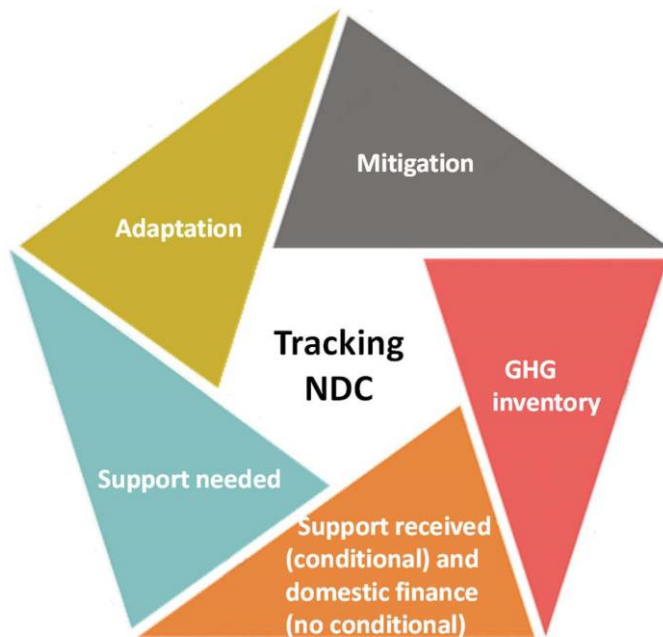 Mitigation
Adaptation
Tracking
NDC
GHG
inventory
Support needed
Support received
(conditional) and
domestic finance
(no conditional)